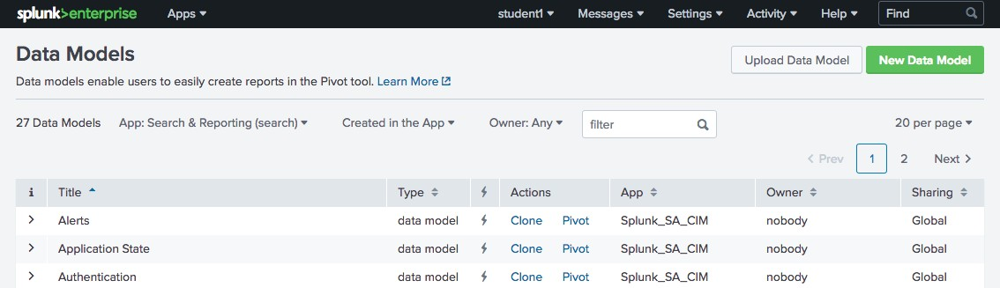 splunk>enterprise Apps student1 Messages Settings Activity Help Find
Data Models Upload Data Model New Data Model
Data models enable users to easily create reports in the Pivot tool. Learn More
27 Data Models App: Search & Reporting (search) Created in the App Owner: Any filter 20 per page
< Prev 1 2 Next >
i Title Type Actions App Owner Sharing
> Alerts data model Clone Pivot Splunk_SA_CIM nobody Global
> Application State data model Clone Pivot Splunk_SA_CIM nobody Global
> Authentication data model Clone Pivot Splunk_SA_CIM nobody Global